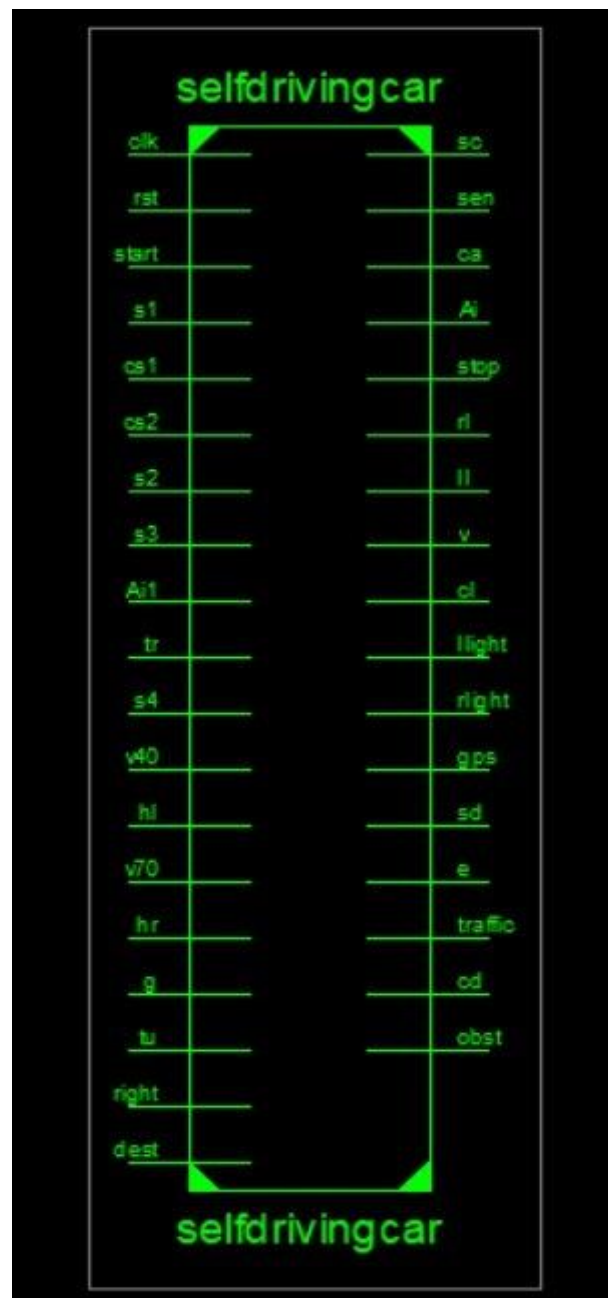 selfdrivingcar
clk
rst
start
s1
cs1
cs2
s2
s3
Ai1
tr
s4
v40
hl
v70
hr
g
tu
right
dest
sc
sen
ca
Ai
stop
rl
ll
v
cl
llight
rlight
gps
sd
e
traffic
cd
obst
selfdrivingcar